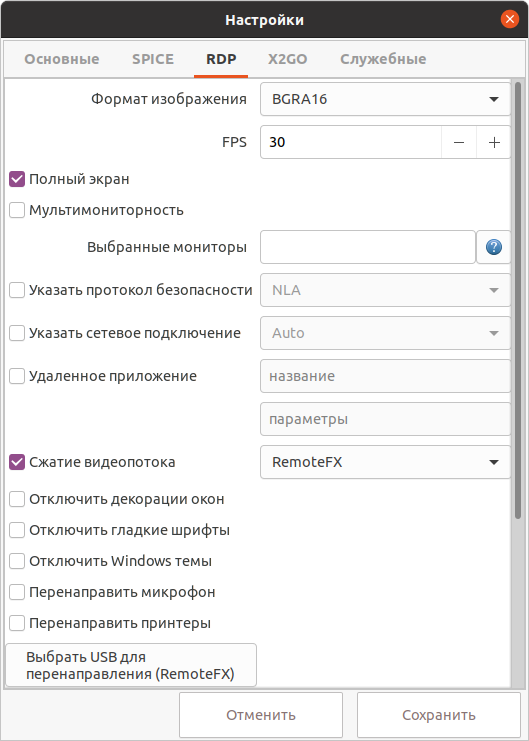 Настройки
Основные SPICE RDP X2GO Служебные
Формат изображения BGRA16
FPS 30 − +
Полный экран
Мультимониторность
Выбранные мониторы ?
Указать протокол безопасности NLA
Указать сетевое подключение Auto
Удаленное приложение название
параметры
Сжатие видеопотока RemoteFX
Отключить декорации окон
Отключить гладкие шрифты
Отключить Windows темы
Перенаправить микрофон
Перенаправить принтеры
Выбрать USB для
перенаправления (RemoteFX)
Отменить Сохранить